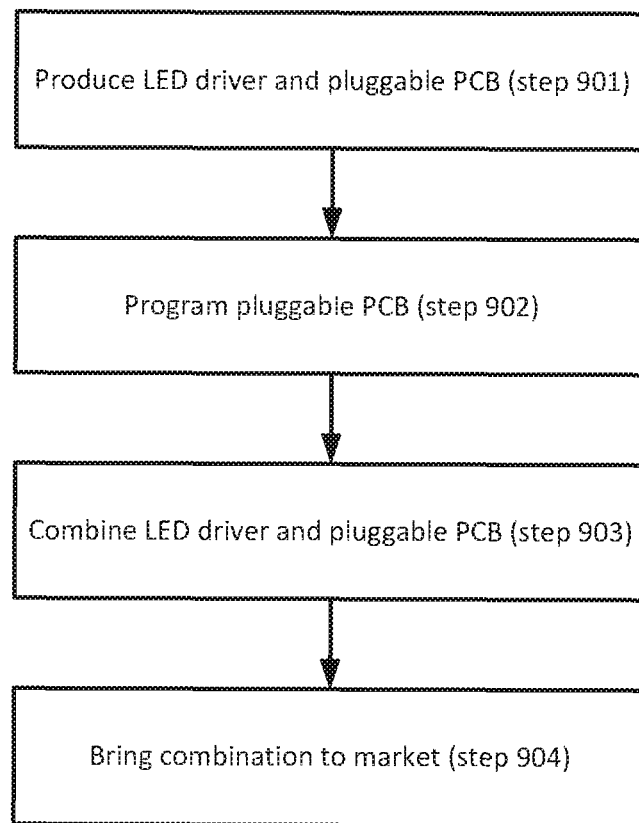 Produce LED driver and pluggable PCB (step 901)
Program pluggable PCB (step 902)
Combine LED driver and pluggable PCB (step 903)
Bring combination to market (step 904)